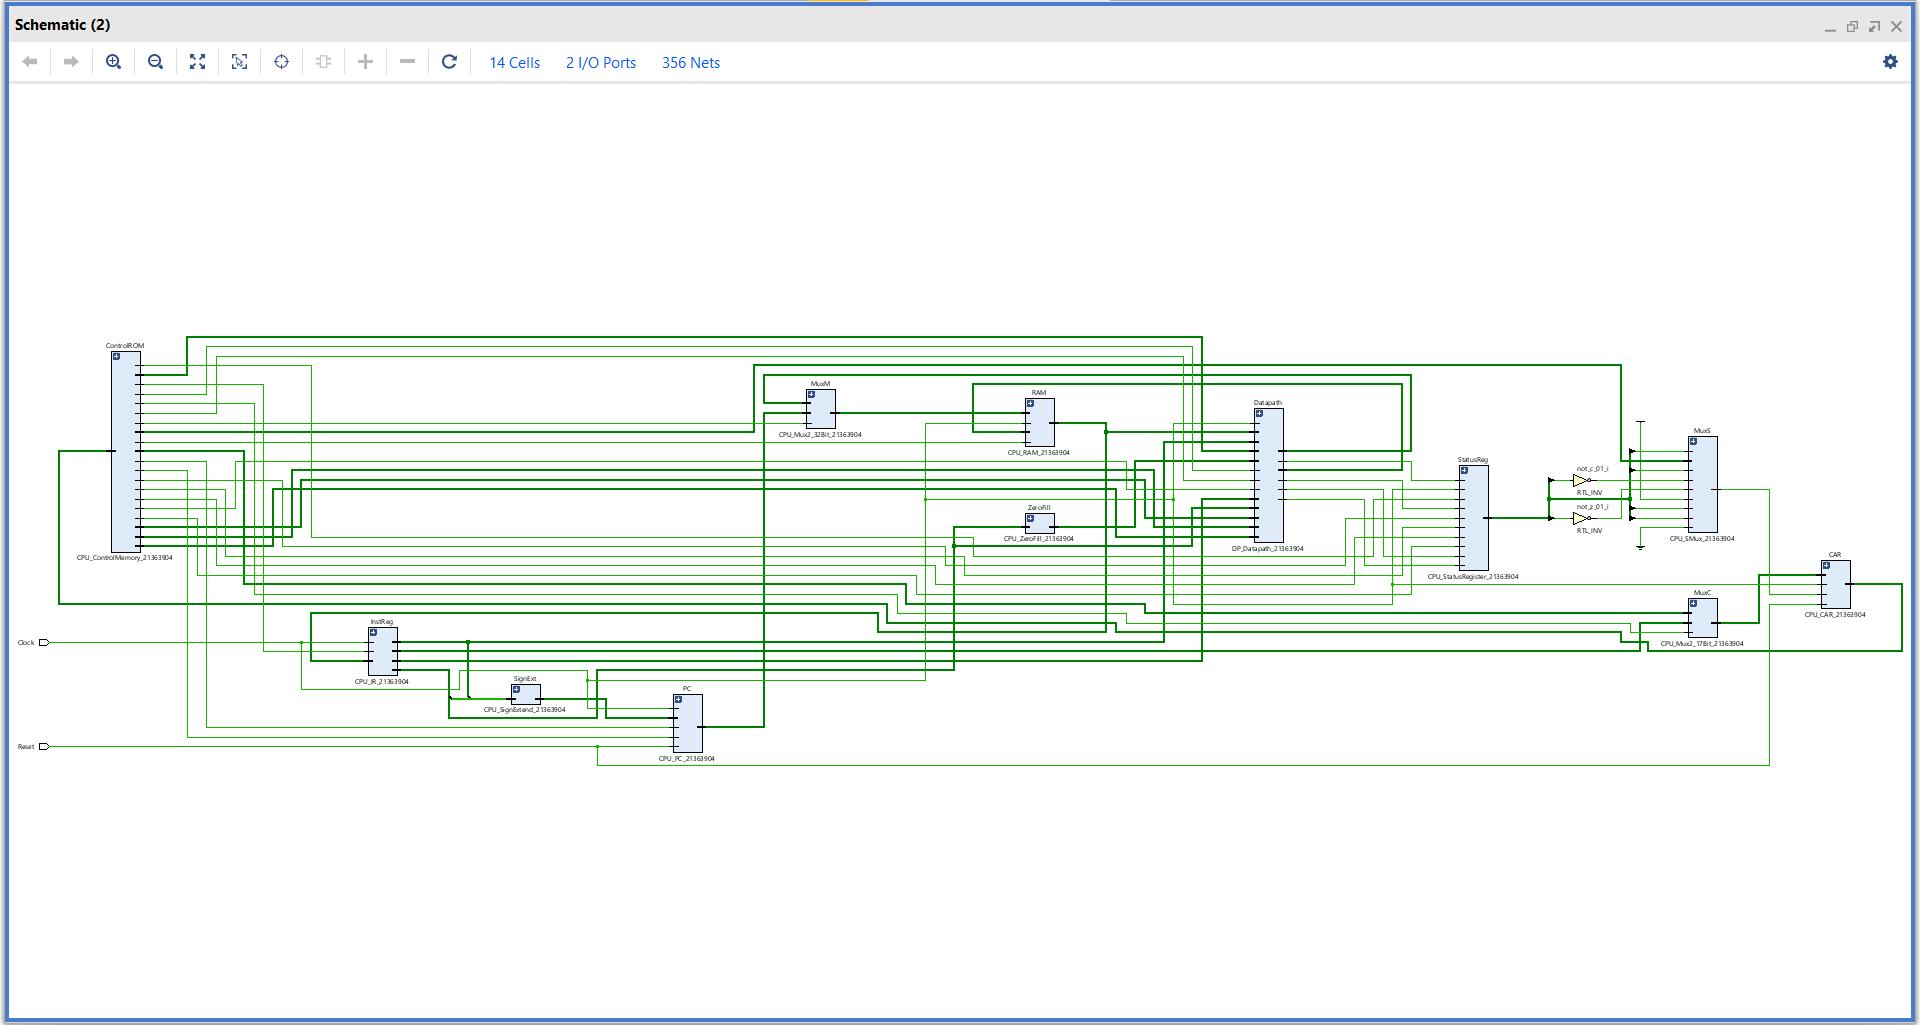 Schematic (2)
14 Cells 2 I/O Ports 356 Nets
ControlROM
CPU_ControlMemory_21363904
MuxM
CPU_Mux2_32Bit_21363904
RAM
CPU_RAM_21363904
Datapath
DP_Datapath_21363904
ZeroFill
CPU_ZeroFill_21363904
StatusReg
CPU_StatusRegister_21363904
not_c_01_i
RTL_INV
not_z_01_i
RTL_INV
MuxS
CPU_SMux_21363904
CAR
CPU_CAR_21363904
MuxC
CPU_Mux2_17Bit_21363904
Clock
InstReg
CPU_IR_21363904
SignExt
CPU_SignExtend_21363904
PC
CPU_PC_21363904
Reset